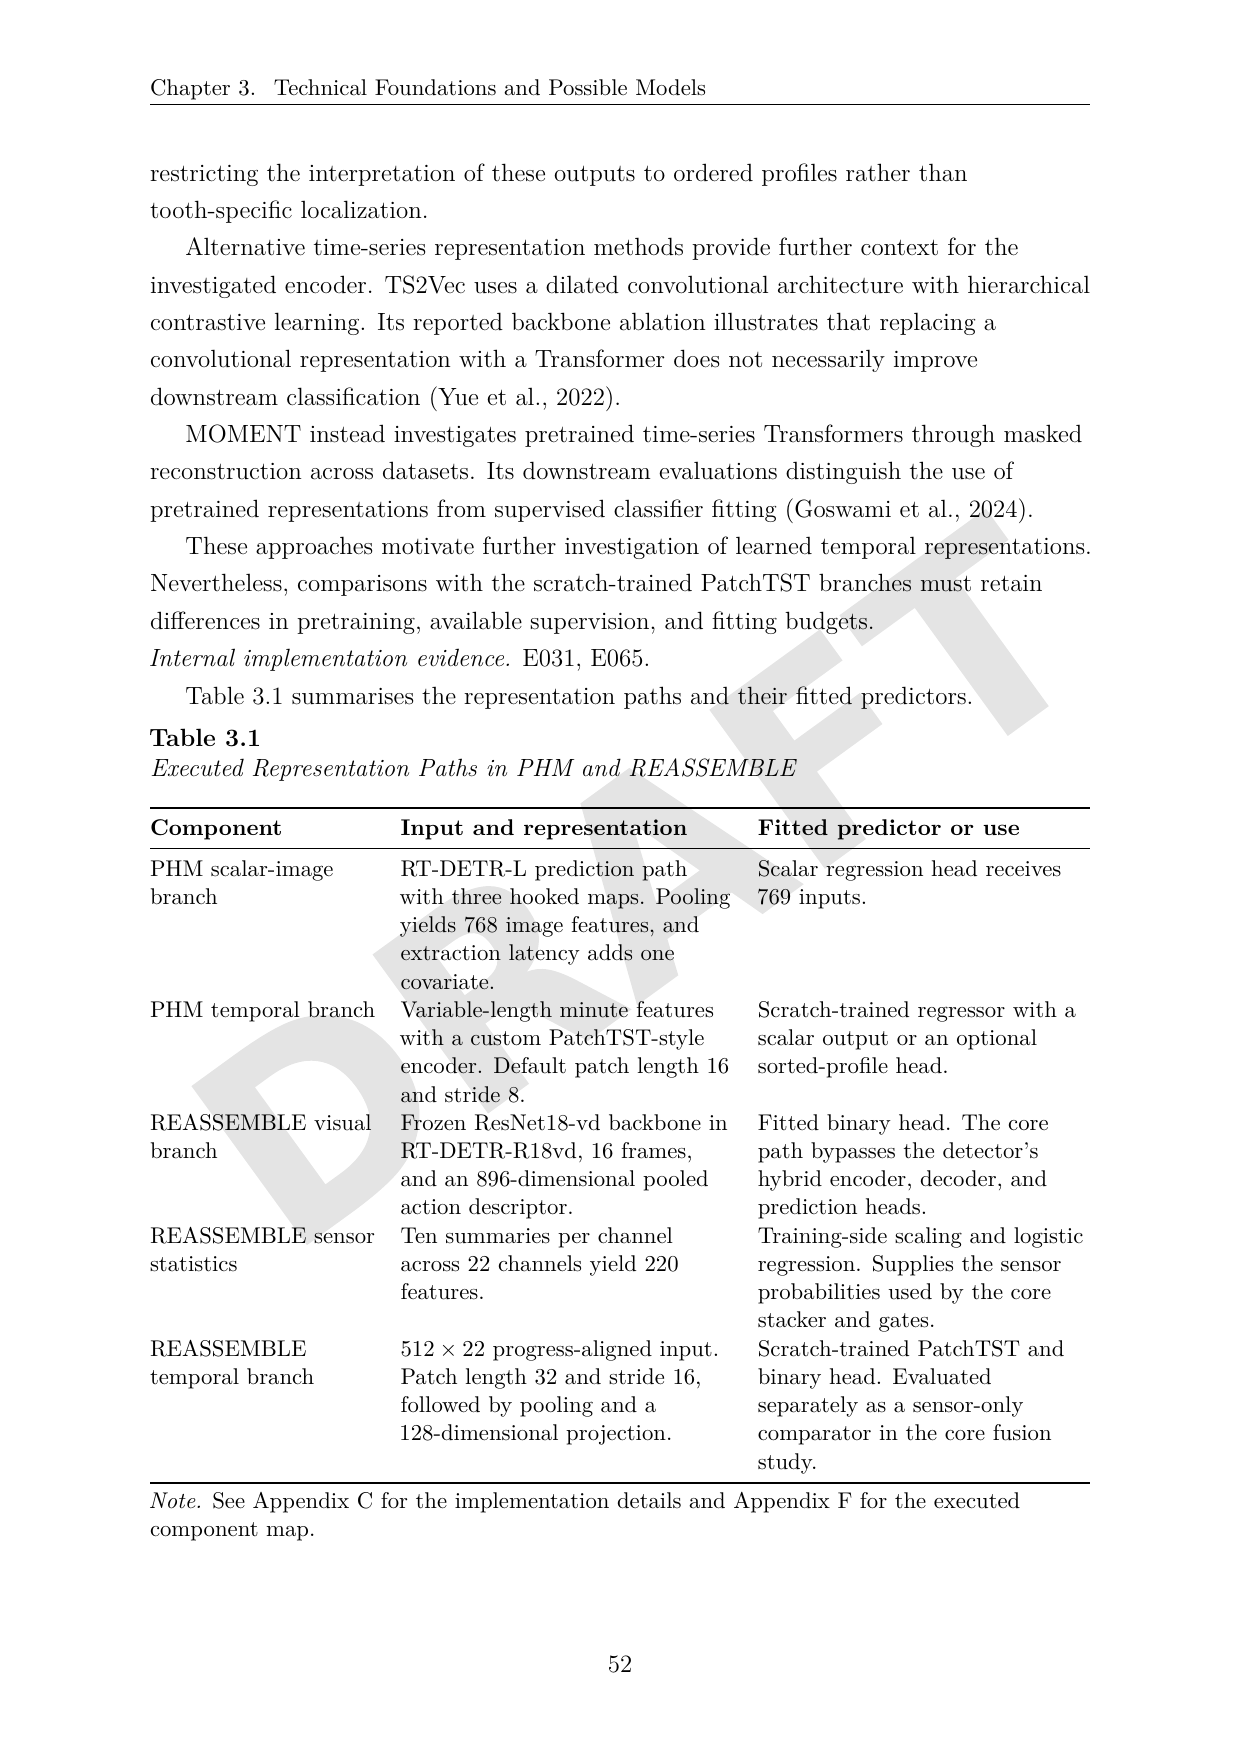 Chapter 3. Technical Foundations and Possible Models
restricting the interpretation of these outputs to ordered profiles rather than
tooth-specific localization.
Alternative time-series representation methods provide further context for the
investigated encoder. TS2Vec uses a dilated convolutional architecture with hierarchical
contrastive learning. Its reported backbone ablation illustrates that replacing a
convolutional representation with a Transformer does not necessarily improve
downstream classification (Yue et al., 2022).
MOMENT instead investigates pretrained time-series Transformers through masked
reconstruction across datasets. Its downstream evaluations distinguish the use of
pretrained representations from supervised classifier fitting (Goswami et al., 2024).
These approaches motivate further investigation of learned temporal representations.
Nevertheless, comparisons with the scratch-trained PatchTST branches must retain
differences in pretraining, available supervision, and fitting budgets.
Internal implementation evidence. E031, E065.
Table 3.1 summarises the representation paths and their fitted predictors.
Table 3.1
Executed Representation Paths in PHM and REASSEMBLE
Component Input and representation Fitted predictor or use
PHM scalar-image RT-DETR-L prediction path Scalar regression head receives
branch with three hooked maps. Pooling 769 inputs.
yields 768 image features, and
extraction latency adds one
covariate.
PHM temporal branch Variable-length minute features Scratch-trained regressor with a
with a custom PatchTST-style scalar output or an optional
encoder. Default patch length 16 sorted-profile head.
and stride 8.
REASSEMBLE visual Frozen ResNet18-vd backbone in Fitted binary head. The core
branch RT-DETR-R18vd, 16 frames, path bypasses the detector's
and an 896-dimensional pooled hybrid encoder, decoder, and
action descriptor. prediction heads.
REASSEMBLE sensor Ten summaries per channel Training-side scaling and logistic
statistics across 22 channels yield 220 regression. Supplies the sensor
features. probabilities used by the core
stacker and gates.
REASSEMBLE 512 × 22 progress-aligned input. Scratch-trained PatchTST and
temporal branch Patch length 32 and stride 16, binary head. Evaluated
followed by pooling and a separately as a sensor-only
128-dimensional projection. comparator in the core fusion
study.
Note. See Appendix C for the implementation details and Appendix F for the executed
component map.
52
DRAFT